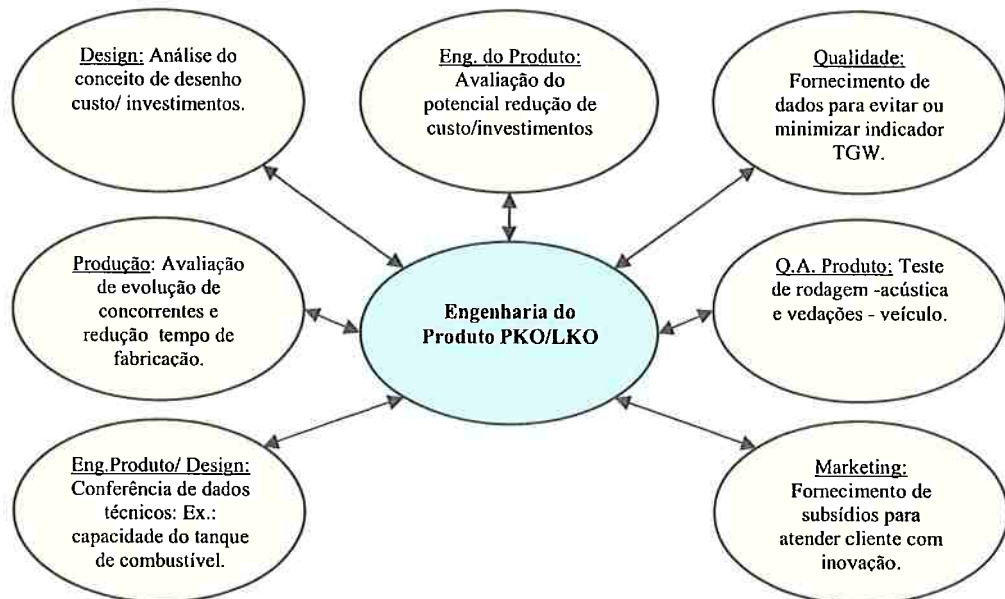 Design: Análise do
conceito de desenho
custo/ investimentos.
Eng. do Produto:
Avaliação do
potencial redução de
custo/investimentos
Qualidade:
Fornecimento de
dados para evitar ou
minimizar indicador
TGW.
Produção: Avaliação
de evolução de
concorrentes e
redução tempo de
fabricação.
Engenharia do
Produto PKO/LKO
Q.A. Produto: Teste
de rodagem -acústica
e vedações - veículo.
Eng.Produto/ Design:
Conferência de dados
técnicos: Ex.:
capacidade do tanque
de combustível.
Marketing:
Fornecimento de
subsídios para
atender cliente com
inovação.